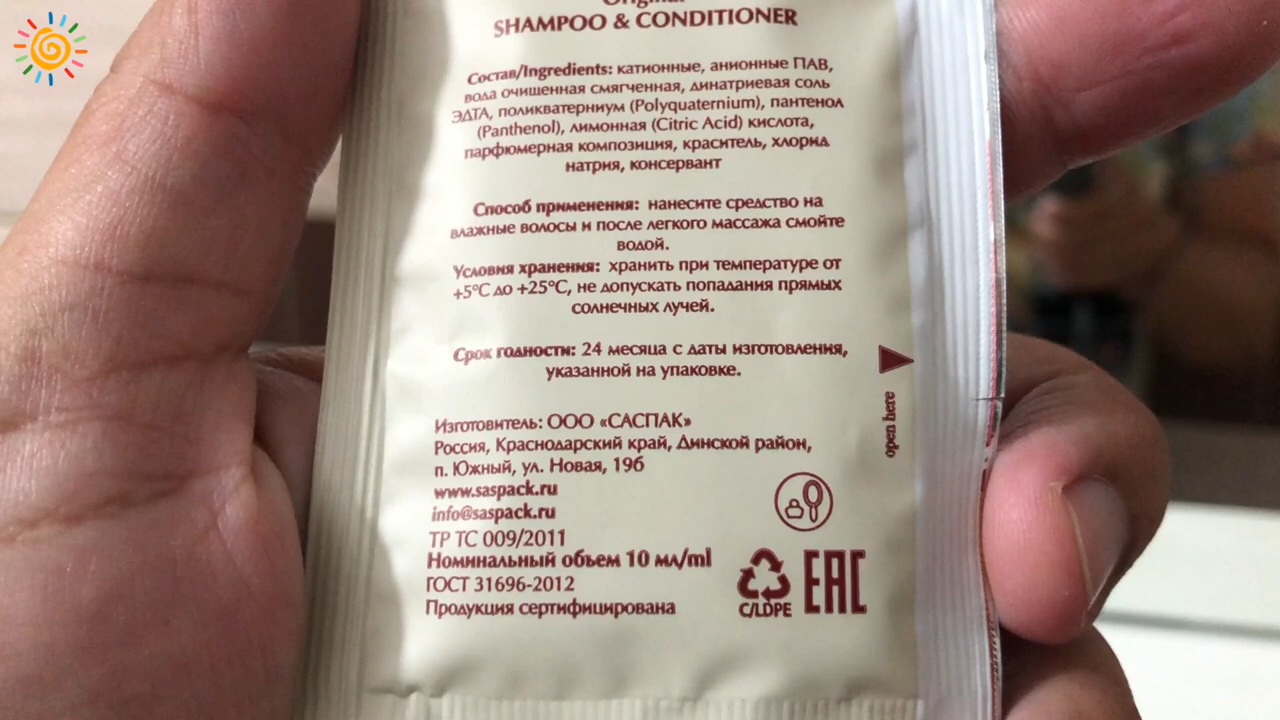 Original
SHAMPOO & CONDITIONER
Состав/Ingredients: катионные, анионные ПАВ,
вода очищенная смягченная, динатриевая соль
ЭДТА, поликватериум (Polyquaternium), пантенол
(Panthenol), лимонная (Citric Acid) кислота,
парфюмерная композиция, краситель, хлорид
натрия, консервант
Способ применения: нанесите средство на
влажные волосы и после легкого массажа смойте
водой.
Условия хранения: хранить при температуре от
+5°С до +25°С, не допускать попадания прямых
солнечных лучей.
Срок годности: 24 месяца с даты изготовления,
указанной на упаковке.
open here
Изготовитель: ООО «САСПАК»
Россия, Краснодарский край, Динской район,
п. Южный, ул. Новая, 19б
www.saspack.ru
info@saspack.ru
ТР ТС 009/2011
Номинальный объем 10 мл/ml
ГОСТ 31696-2012
Продукция сертифицирована
C/LDPE
EAC